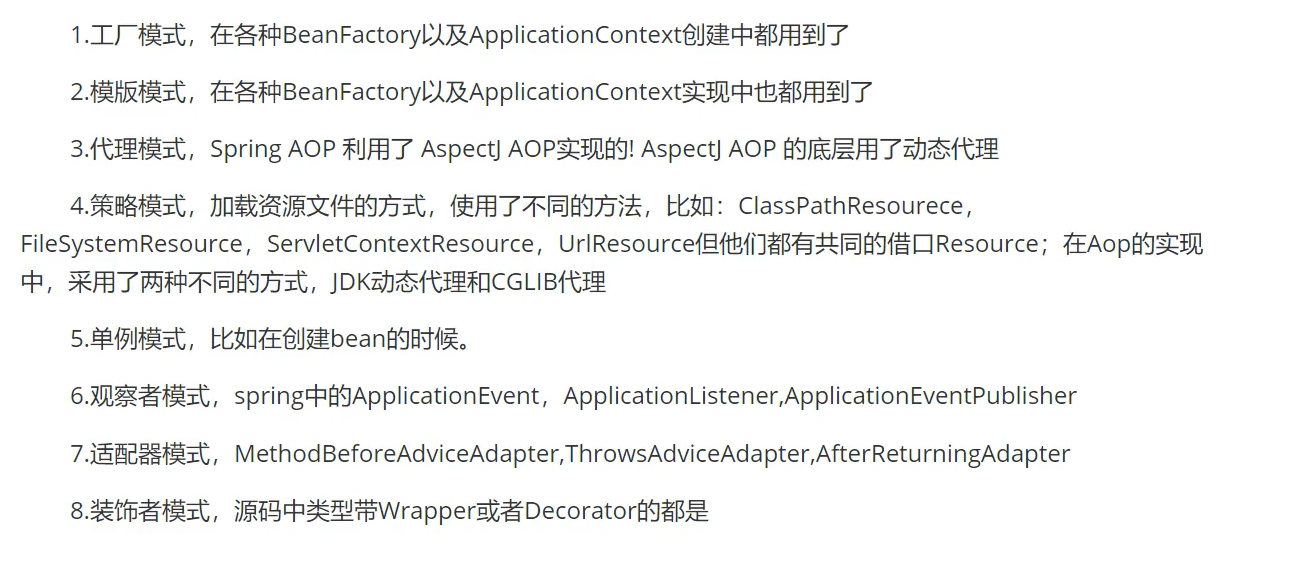 1.工厂模式，在各种BeanFactory以及ApplicationContext创建中都用到了
2.模版模式，在各种BeanFactory以及ApplicationContext实现中也都用到了
3.代理模式，Spring AOP 利用了 AspectJ AOP实现的! AspectJ AOP 的底层用了动态代理
4.策略模式，加载资源文件的方式，使用了不同的方法，比如：ClassPathResourece，
FileSystemResource，ServletContextResource，UrlResource但他们都有共同的借口Resource；在Aop的实现
中，采用了两种不同的方式，JDK动态代理和CGLIB代理
5.单例模式，比如在创建bean的时候。
6.观察者模式，spring中的ApplicationEvent，ApplicationListener,ApplicationEventPublisher
7.适配器模式，MethodBeforeAdviceAdapter,ThrowsAdviceAdapter,AfterReturningAdapter
8.装饰者模式，源码中类型带Wrapper或者Decorator的都是